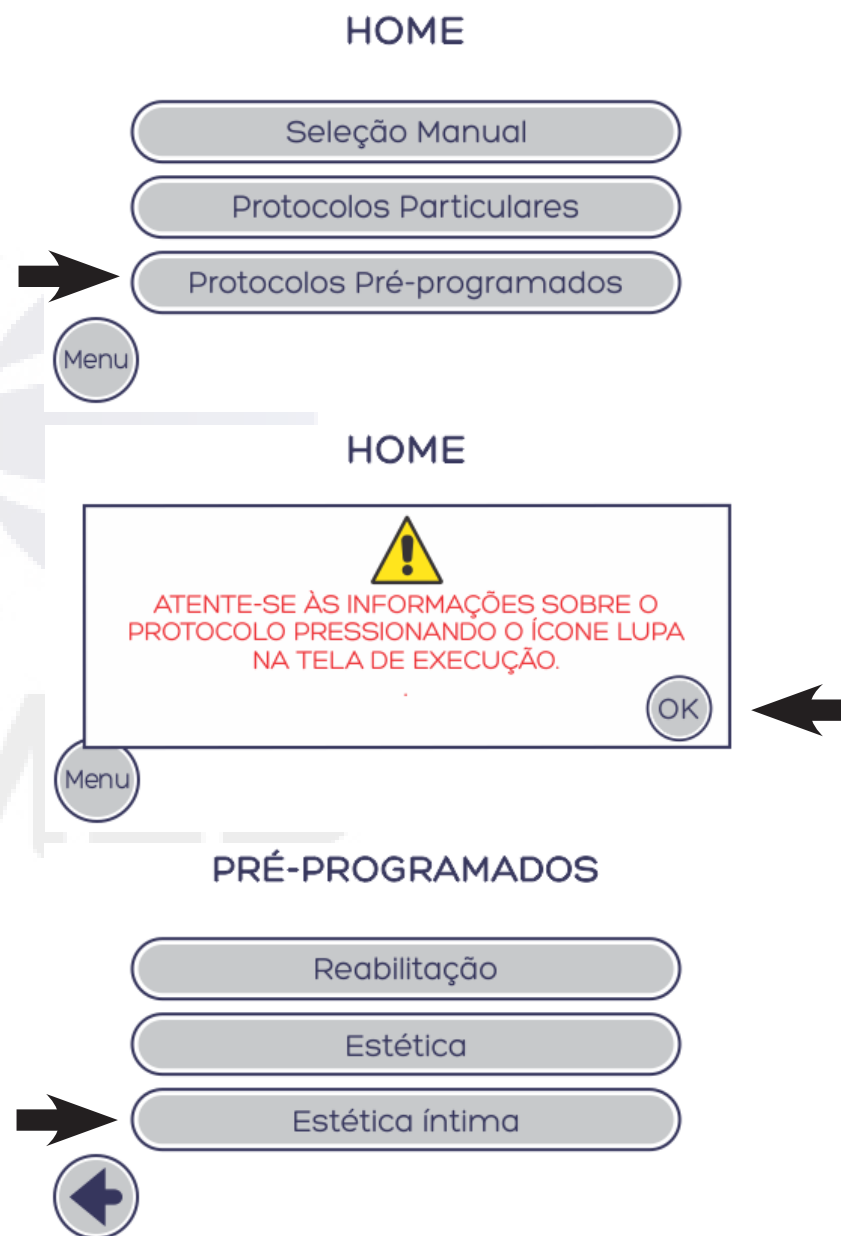 HOME
Seleção Manual
Protocolos Particulares
Protocolos Pré-programados
Menu
HOME
ATENTE-SE ÀS INFORMAÇÕES SOBRE O
PROTOCOLO PRESSIONANDO O ÍCONE LUPA
NA TELA DE EXECUÇÃO.
.
OK
Menu
PRÉ-PROGRAMADOS
Reabilitação
Estética
Estética íntima